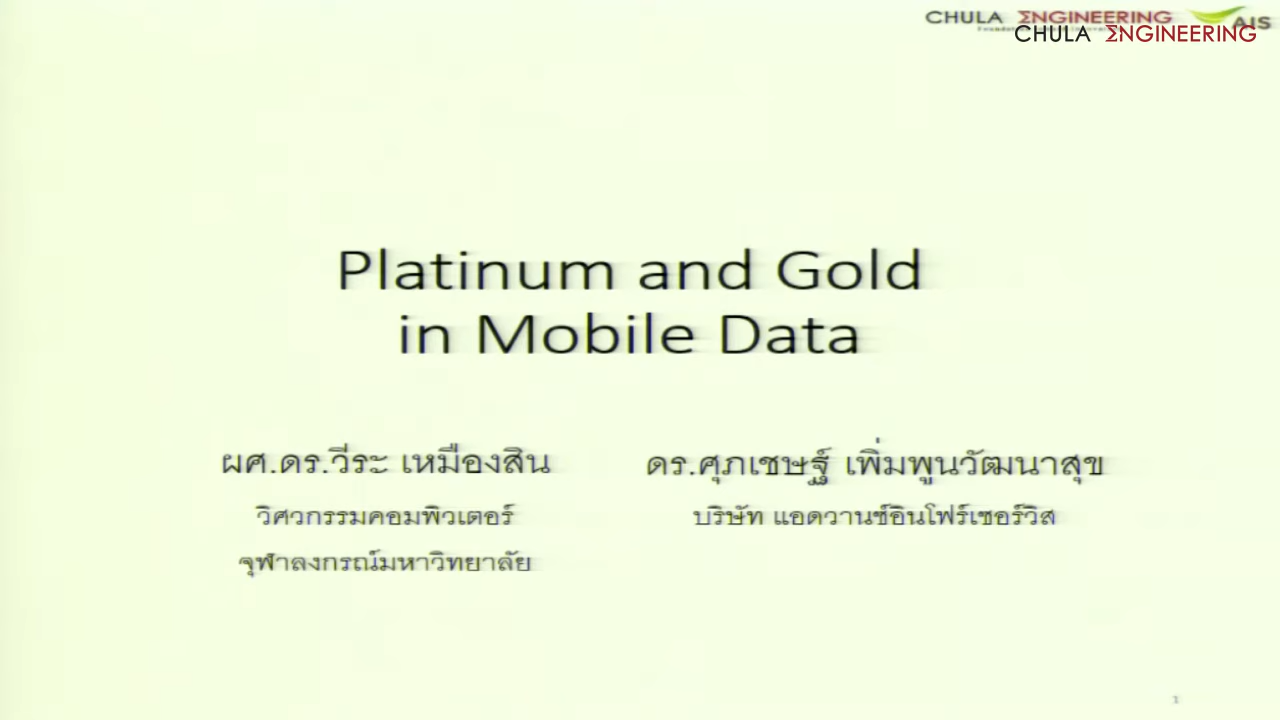 CHULA ΣNGINEERING
AIS
CHULA ΣNGINEERING
Platinum and Gold
in Mobile Data
ผศ.ดร.วีระ เหมืองสิน
ดร.ศุภเชษฐ์ เพิ่มพูนวัฒนาสุข
วิศวกรรมคอมพิวเตอร์
บริษัท แอดวานซ์อินโฟร์เซอร์วิส
จุฬาลงกรณ์มหาวิทยาลัย
1